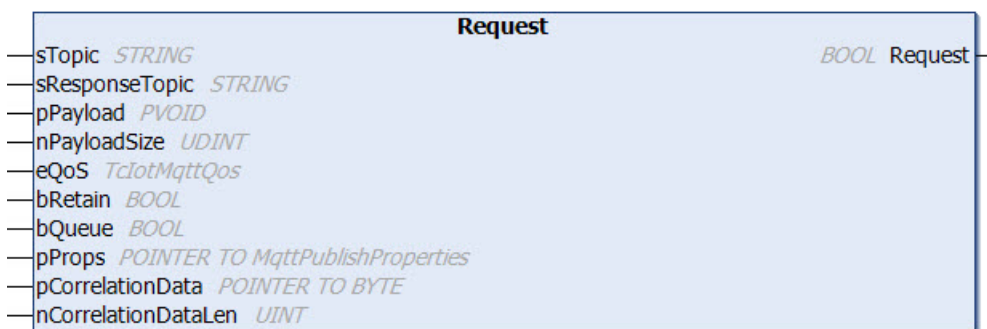 Request
sTopic STRING BOOL Request
sResponseTopic STRING
pPayload PVOID
nPayloadSize UDINT
eQoS TcIotMqttQos
bRetain BOOL
bQueue BOOL
pProps POINTER TO MqttPublishProperties
pCorrelationData POINTER TO BYTE
nCorrelationDataLen UINT